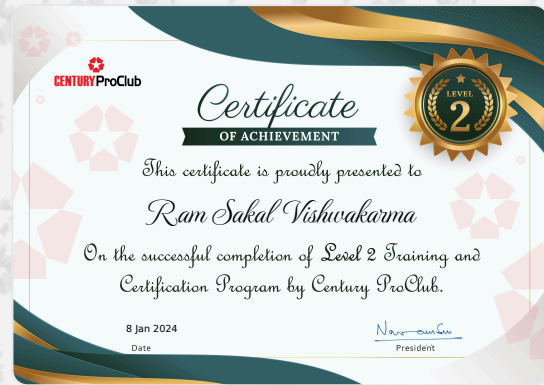 CENTURY ProClub
Certificate
OF ACHIEVEMENT
LEVEL
2
This certificate is proudly presented to
Ram Sakal Vishwakarma
On the successful completion of Level 2 Training and
Certification Program by Century ProClub.
8 Jan 2024
Date
President